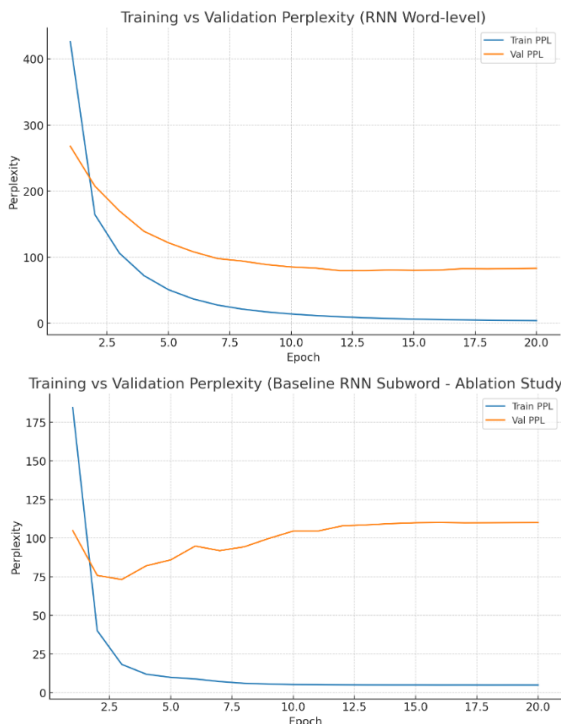 Training vs Validation Perplexity (RNN Word-level)
Train PPL
Val PPL
400
300
200
100
0
Perplexity
2.5 5.0 7.5 10.0 12.5 15.0 17.5 20.0
Epoch
Training vs Validation Perplexity (Baseline RNN Subword - Ablation Study
Train PPL
Val PPL
175
150
125
100
75
50
25
0
Perplexity
2.5 5.0 7.5 10.0 12.5 15.0 17.5 20.0
Epoch